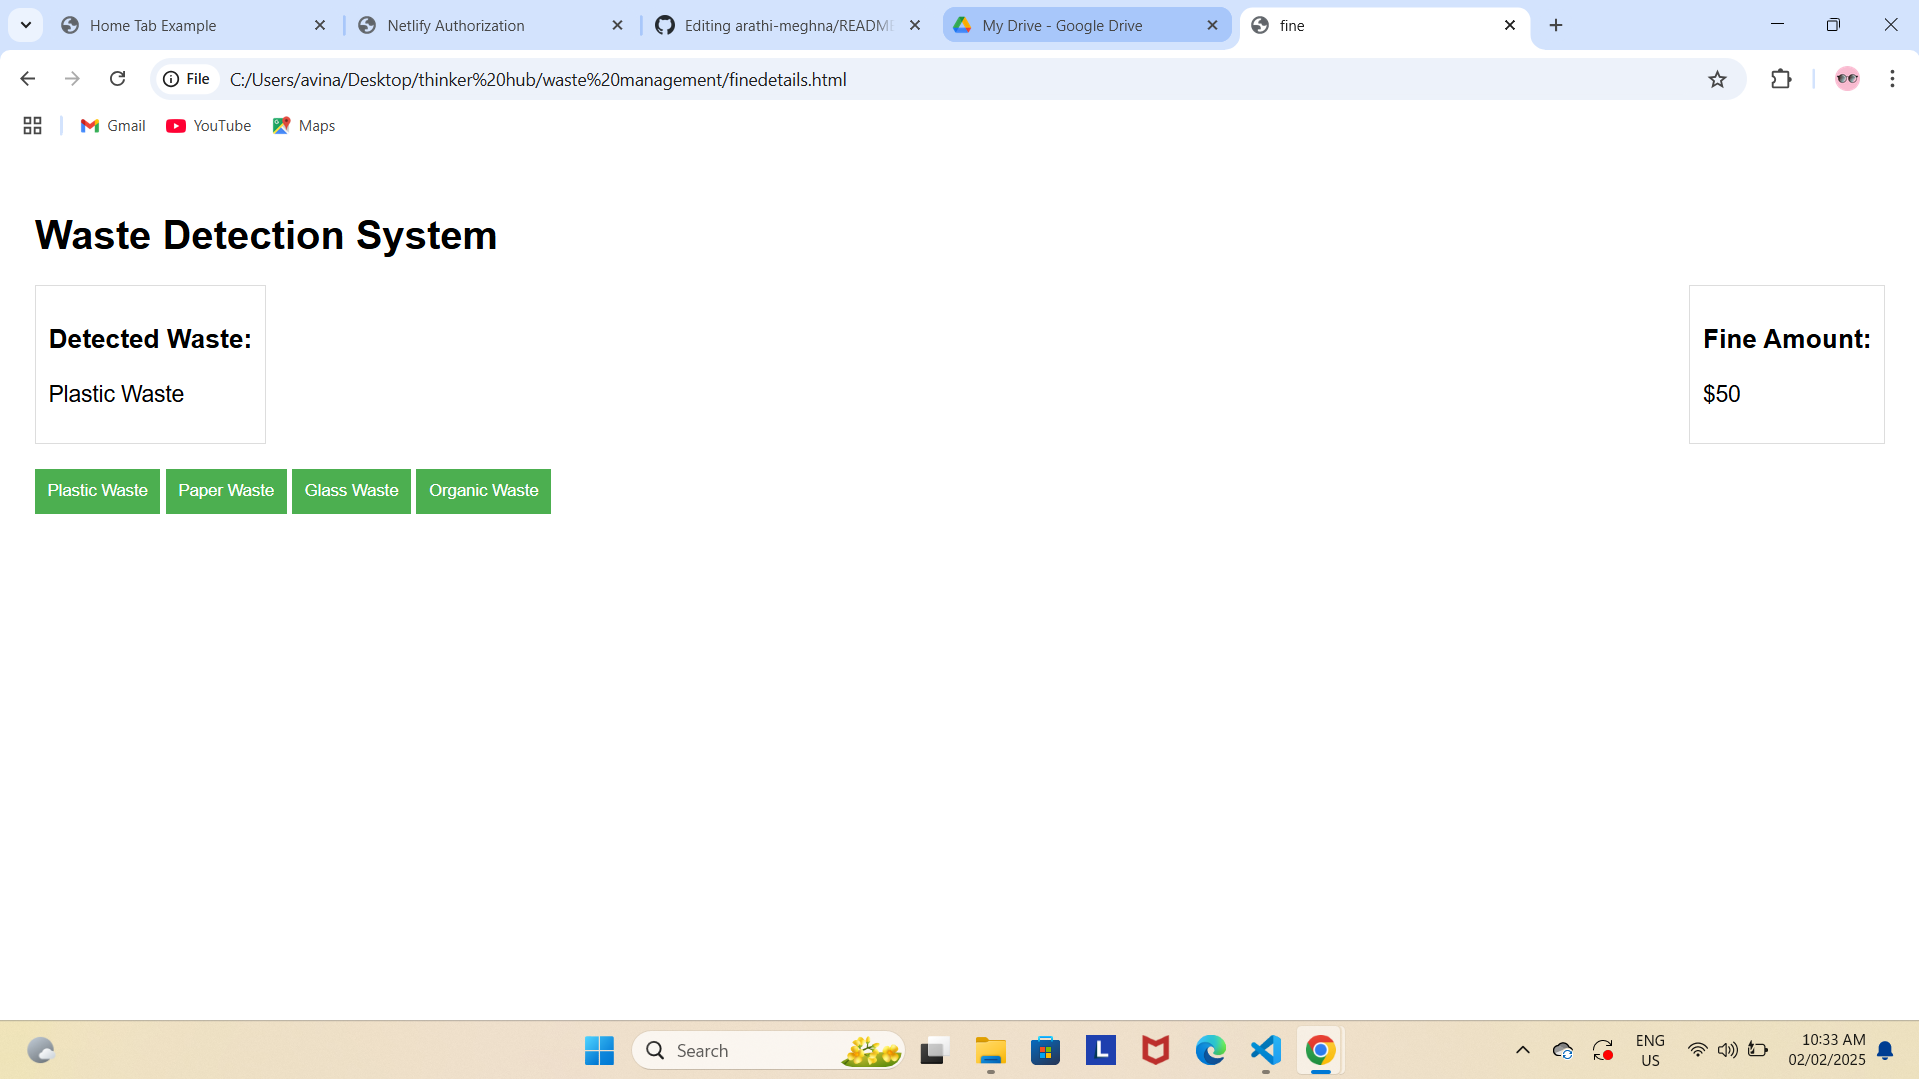 Home Tab Example
Netlify Authorization
Editing arathi-meghna/README
My Drive - Google Drive
fine
File
C:/Users/avina/Desktop/thinker%20hub/waste%20management/finedetails.html
Gmail
YouTube
Maps
Waste Detection System
Detected Waste:
Plastic Waste
Fine Amount:
$50
Plastic Waste
Paper Waste
Glass Waste
Organic Waste
Search
L
ENG
US
10:33 AM
02/02/2025